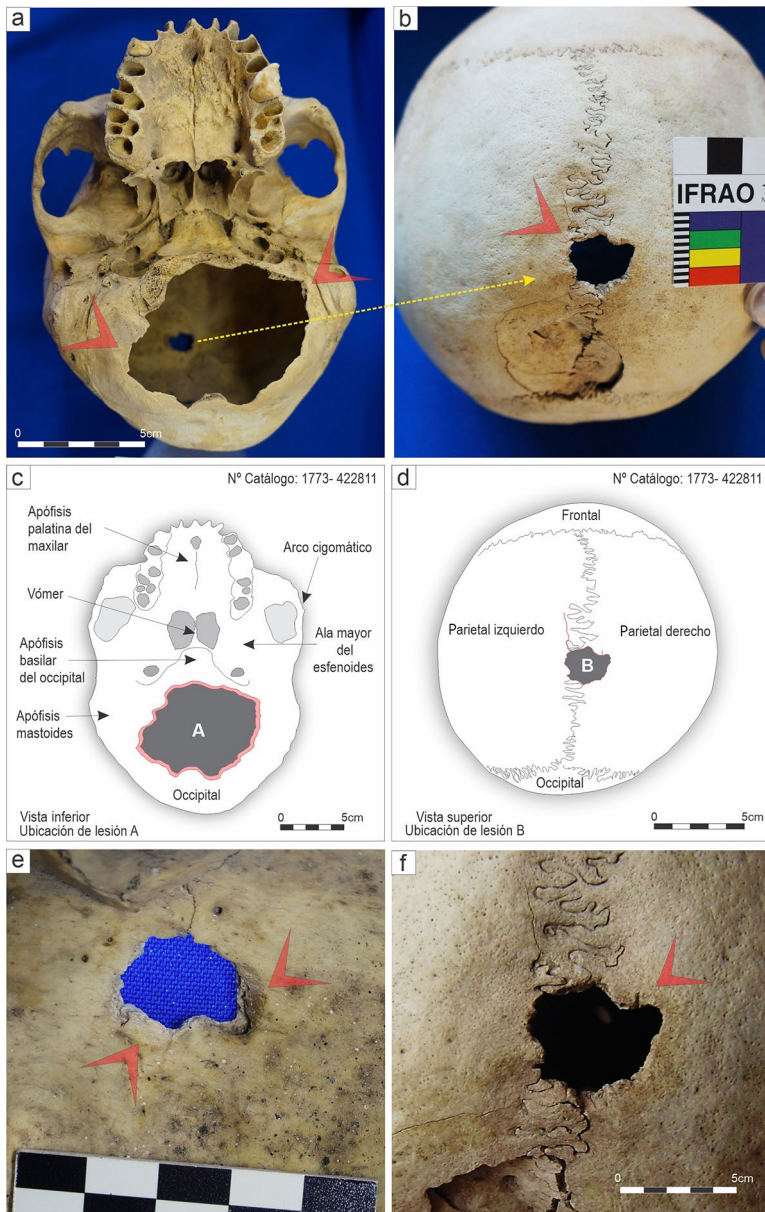 a
0
5cm
b
IFRAO
c
Nº Catálogo: 1773- 422811
Apófisis
palatina del
maxilar
Arco cigomático
Vómer
Ala mayor del
esfenoides
Apófisis
basilar
del occipital
Apófisis
mastoides
A
Occipital
Vista inferior
Ubicación de lesión A
0
5cm
d
Nº Catálogo: 1773- 422811
Frontal
Parietal izquierdo
Parietal derecho
B
Occipital
Vista superior
Ubicación de lesión B
0
5cm
e
f
0
5cm